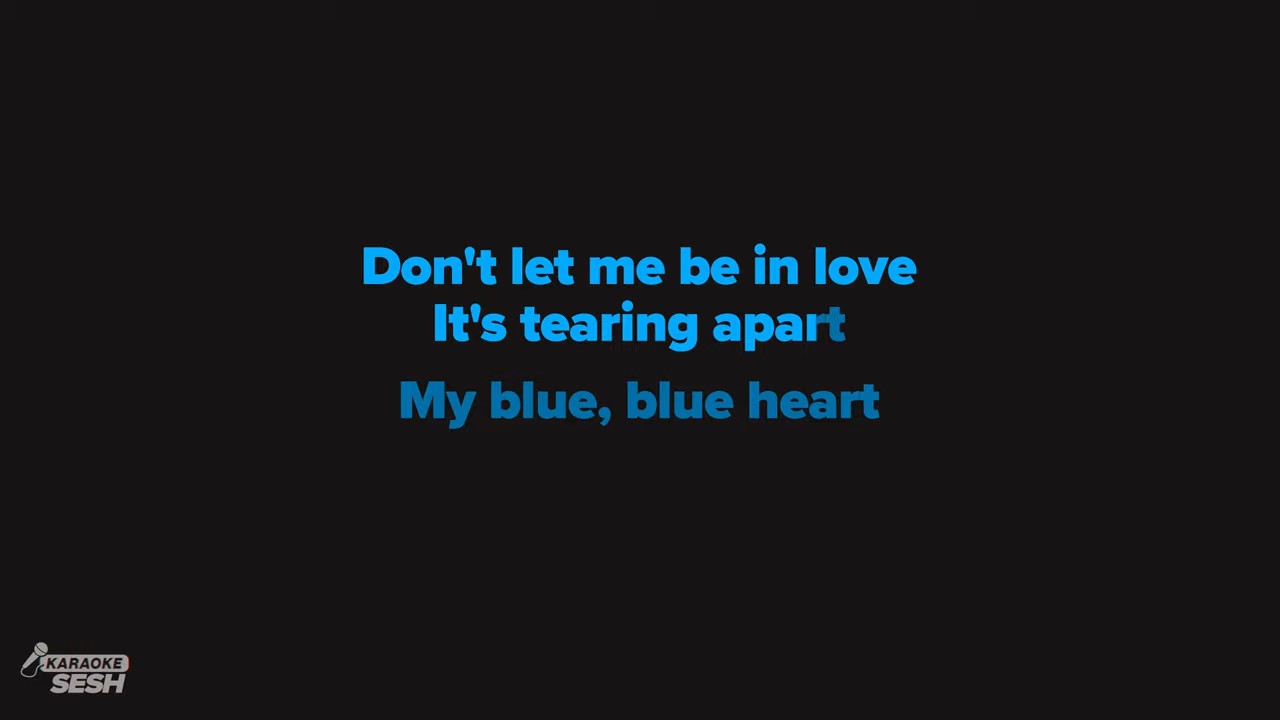 Don't let me be in love
It's tearing apart
My blue, blue heart
KARAOKE
SESH